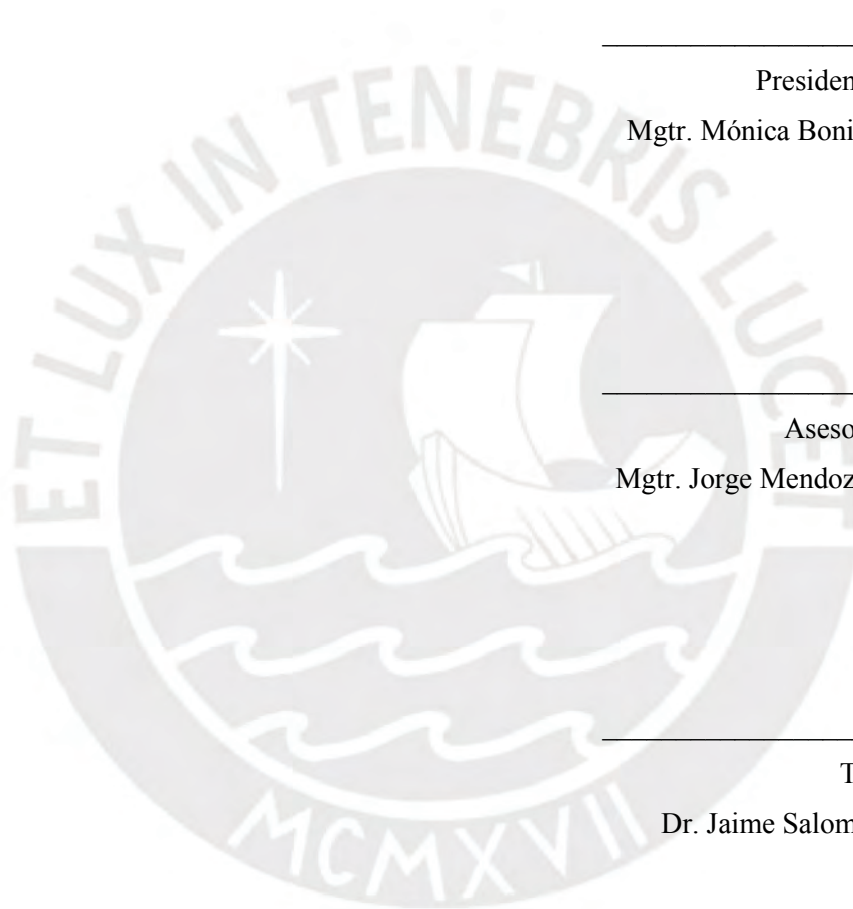 ET LUX IN TENEBRIS LUCET
Presiden
Mgtr. Mónica Boni
Aseso
Mgtr. Jorge Mendoz
T
Dr. Jaime Salom
MCMXVII